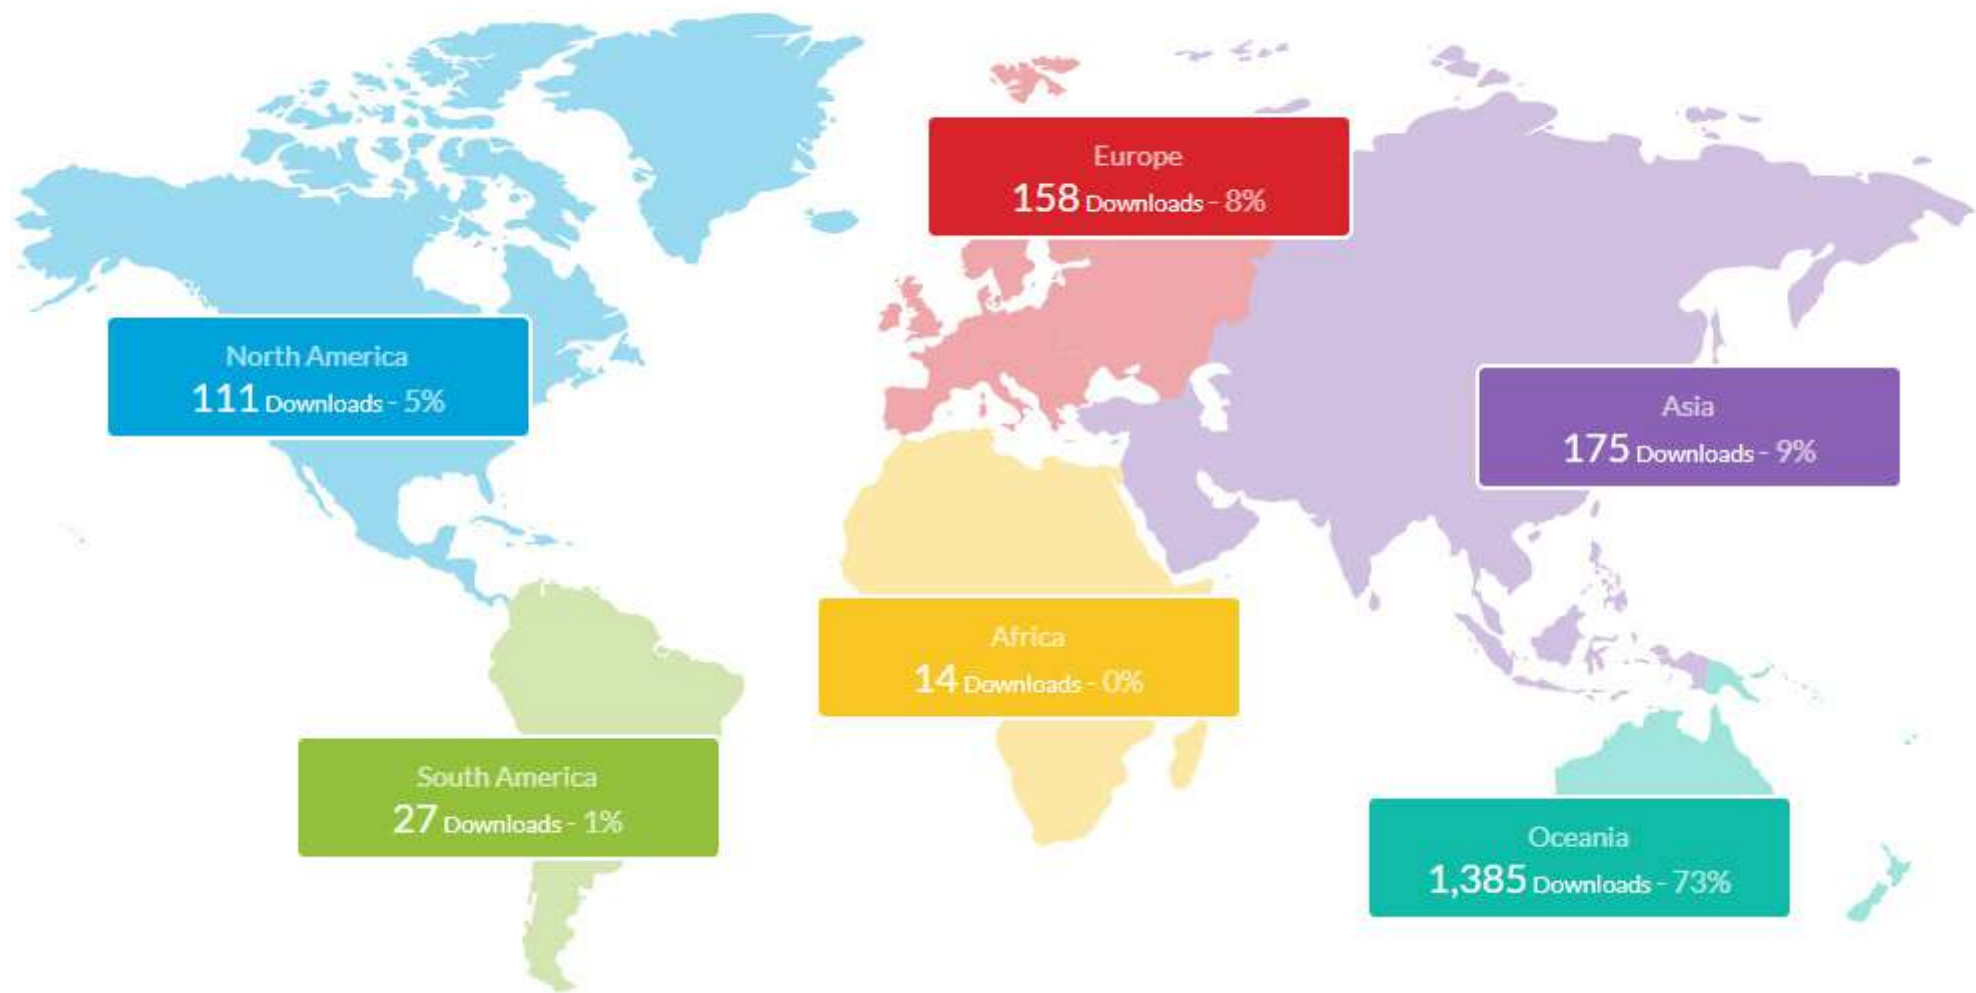 Europe
158 Downloads - 8%
North America
111 Downloads - 5%
Asia
175 Downloads - 9%
Africa
14 Downloads - 0%
South America
27 Downloads - 1%
Oceania
1,385 Downloads - 73%